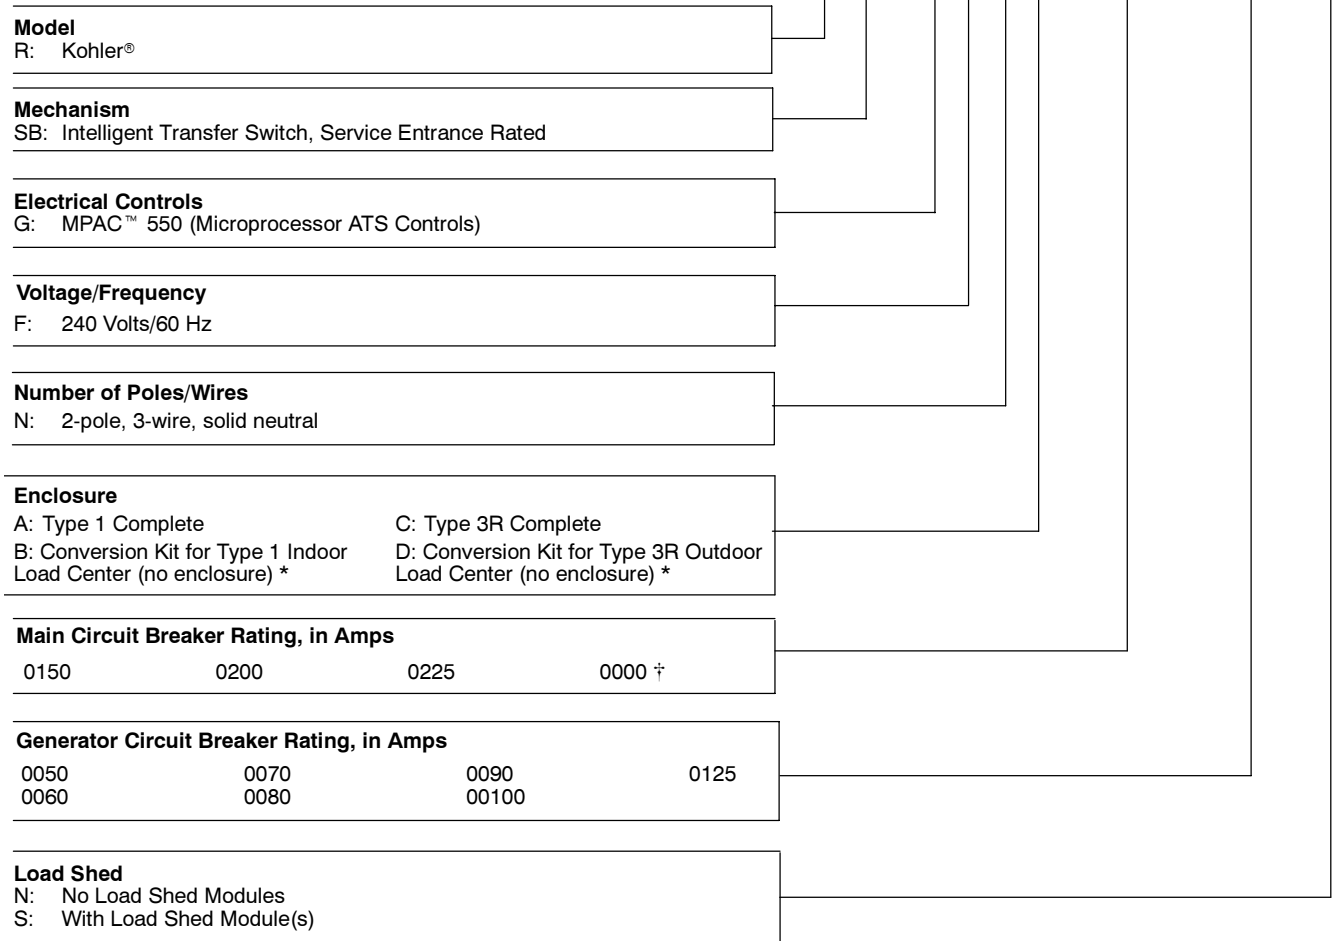 Model
R: Kohler®
Mechanism
SB: Intelligent Transfer Switch, Service Entrance Rated
Electrical Controls
G: MPAC™ 550 (Microprocessor ATS Controls)
Voltage/Frequency
F: 240 Volts/60 Hz
Number of Poles/Wires
N: 2-pole, 3-wire, solid neutral
Enclosure
A: Type 1 Complete C: Type 3R Complete
B: Conversion Kit for Type 1 Indoor D: Conversion Kit for Type 3R Outdoor
Load Center (no enclosure) * Load Center (no enclosure) *
Main Circuit Breaker Rating, in Amps
0150 0200 0225 0000 †
Generator Circuit Breaker Rating, in Amps
0050 0070 0090 0125
0060 0080 00100
Load Shed
N: No Load Shed Modules
S: With Load Shed Module(s)